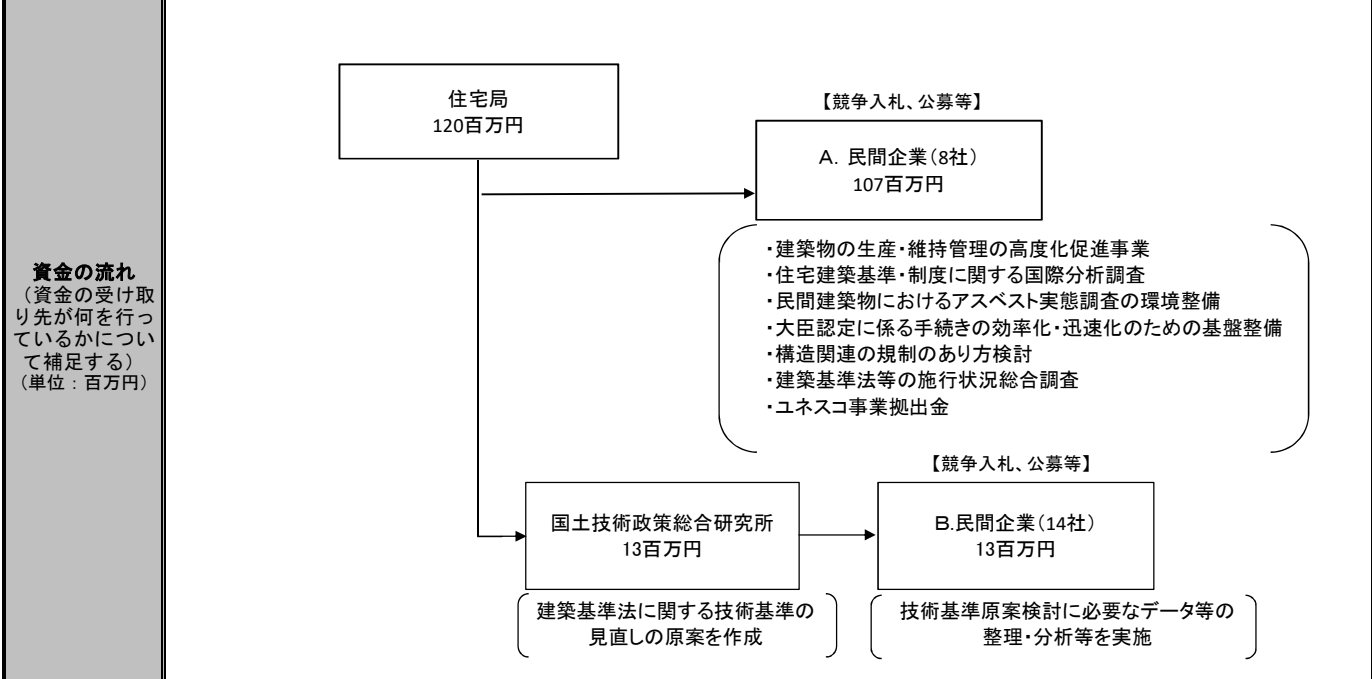 資金の流れ
（資金の受け取
り先が何を行っ
ているかについ
て補足する）
（単位：百万円）
住宅局
120百万円
【競争入札、公募等】
A．民間企業（8社）
107百万円
・建築物の生産・維持管理の高度化促進事業
・住宅建築基準・制度に関する国際分析調査
・民間建築物におけるアスベスト実態調査の環境整備
・大臣認定に係る手続きの効率化・迅速化のための基盤整備
・構造関連の規制のあり方検討
・建築基準法等の施行状況総合調査
・ユネスコ事業拠出金
国土技術政策総合研究所
13百万円
建築基準法に関する技術基準の
見直しの原案を作成
【競争入札、公募等】
B.民間企業（14社）
13百万円
技術基準原案検討に必要なデータ等の
整理・分析等を実施